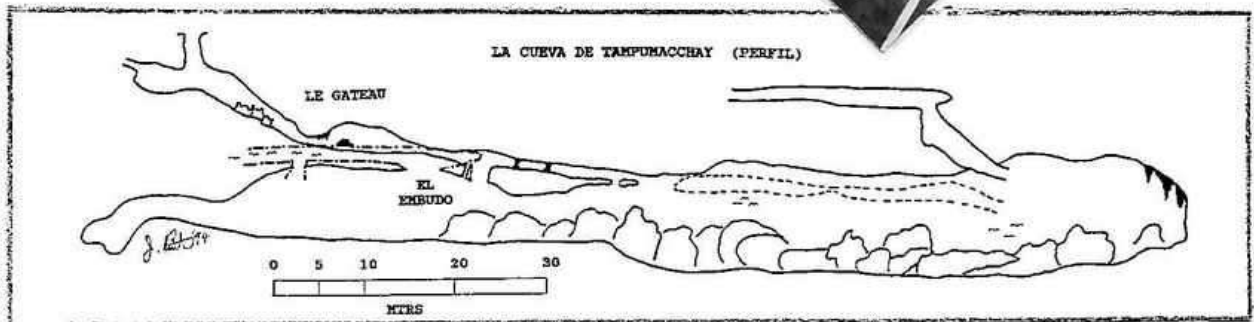 LA CUEVA DE TAMPUMACCHAY (PERFIL)
LE GATEAU
EL
EMBUDO
0 5 10 20 30
MTRS